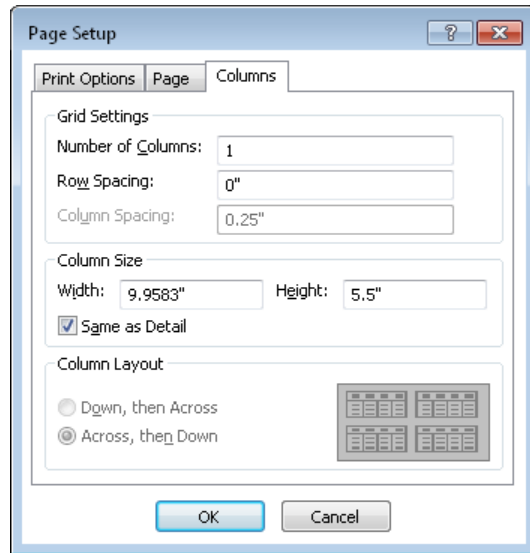 Page Setup
Print Options Page Columns
Grid Settings
Number of Columns: 1
Row Spacing: 0"
Column Spacing: 0.25"
Column Size
Width: 9.9583" Height: 5.5"
Same as Detail
Column Layout
Down, then Across
Across, then Down
OK Cancel